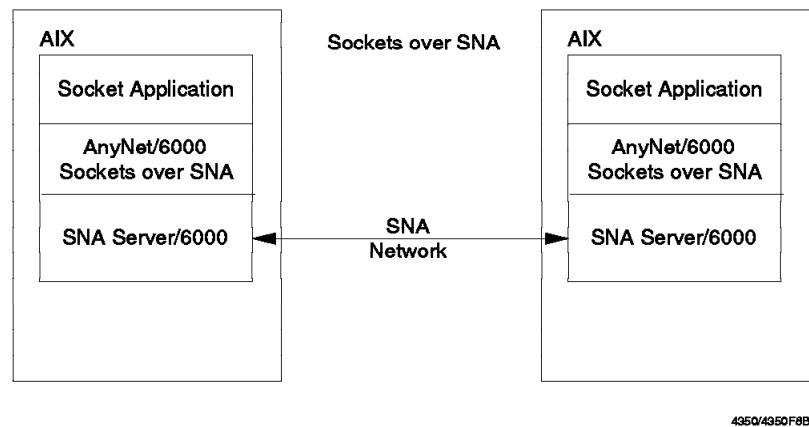 AIX
Socket Application
AnyNet/6000
Sockets over SNA
SNA Server/6000
Sockets over SNA
SNA
Network
AIX
Socket Application
AnyNet/6000
Sockets over SNA
SNA Server/6000
4350/4350F8B